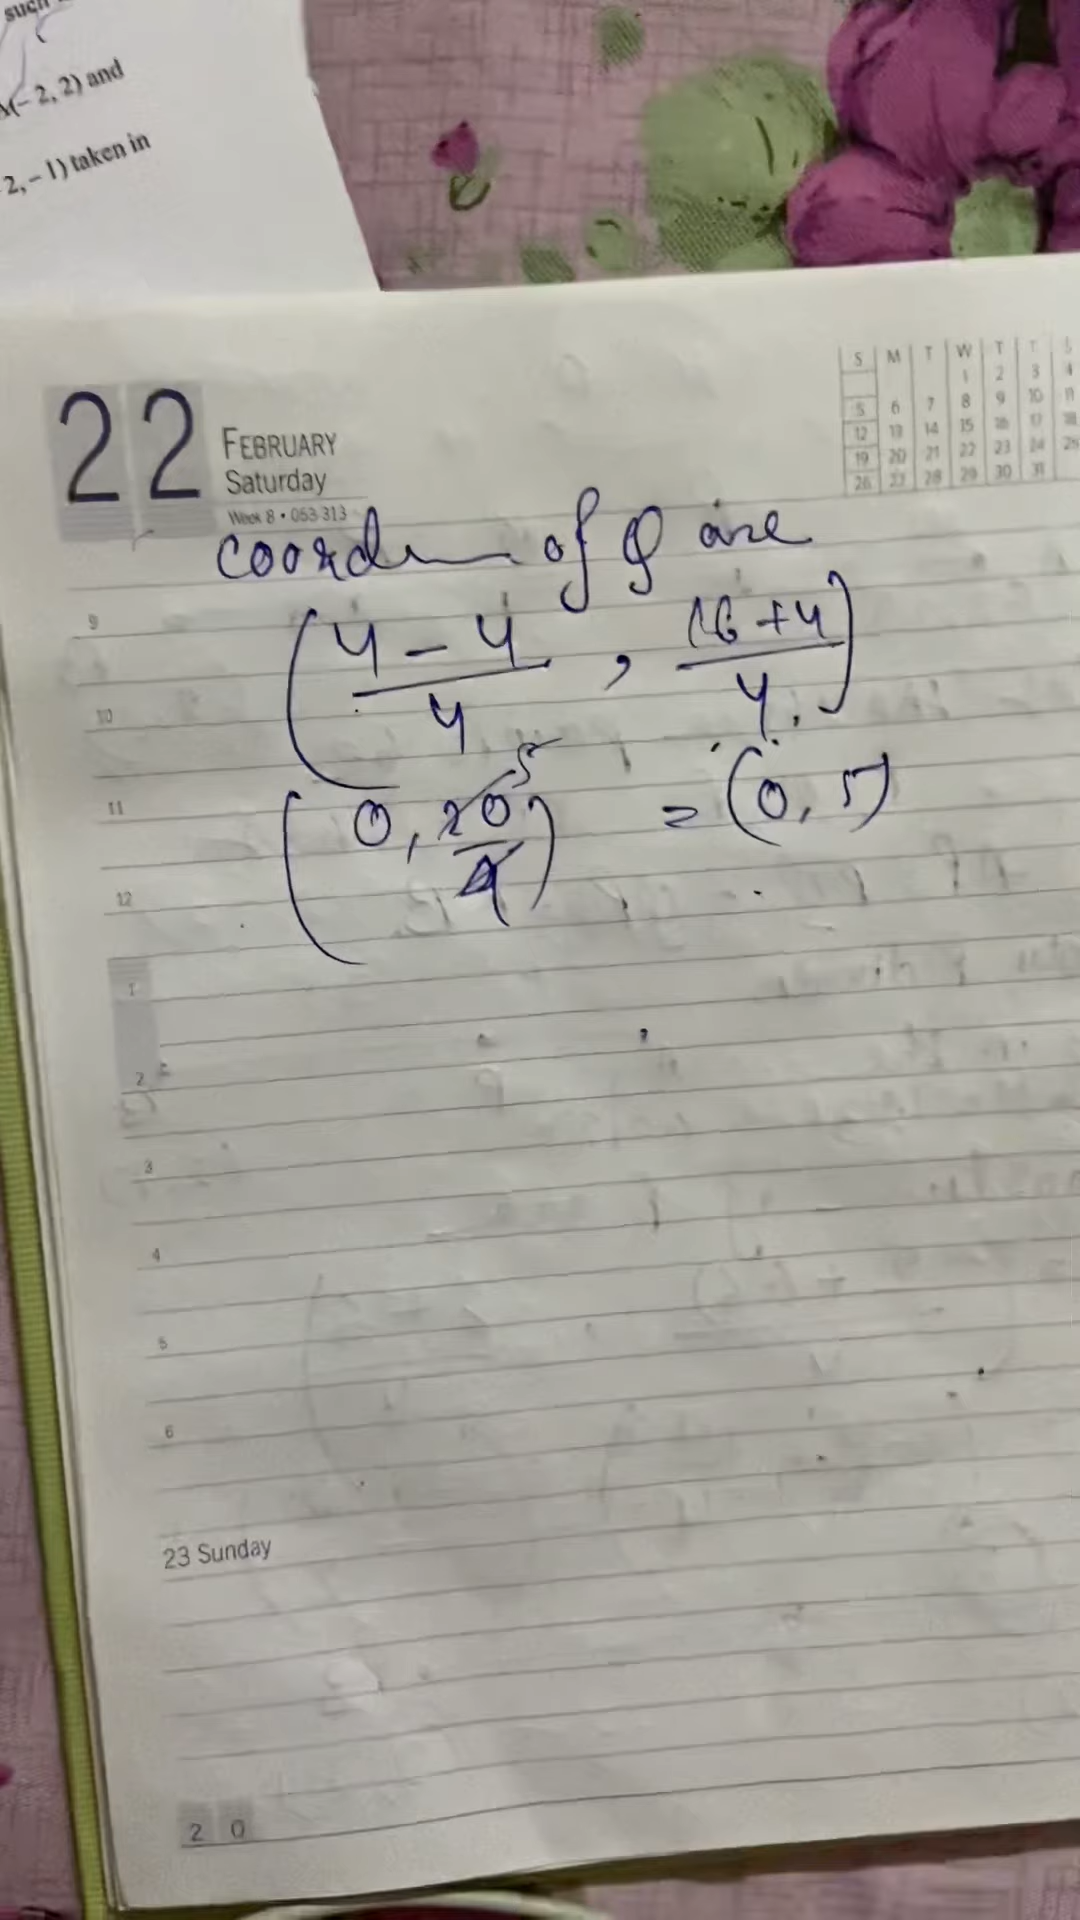 such
A(– 2, 2) and
2, – 1) taken in
22
FEBRUARY
Saturday
Week 8 • 053 313
S M T W T
1 2 3 4
5 6 7 8 9 10 11
12 13 14 15 16 17 18
19 20 21 22 23 24 25
26 27 28 29 30 31
of Q are
(4 – 4 / 4 , 16 + 4 / 4)
(0, 20/4) 5 = (0, 5)
9
10
11
12
1
2
3
4
5
6
23 Sunday
2 0